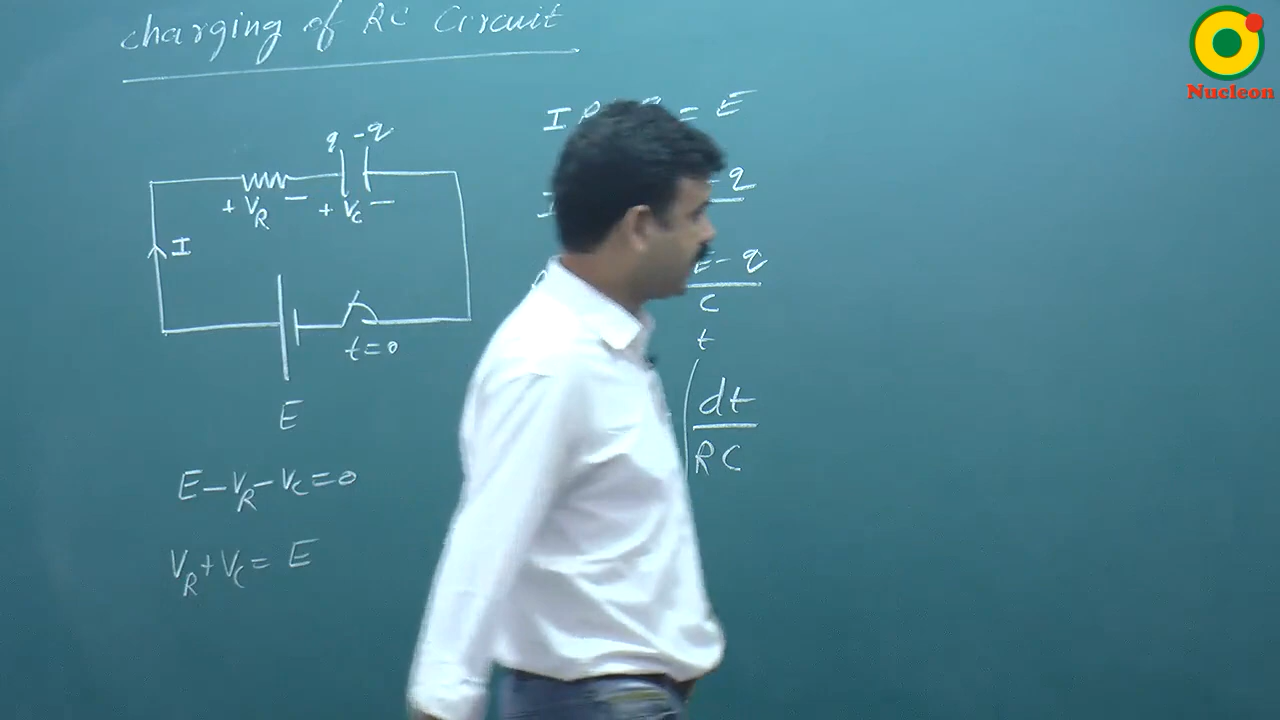 charging of RC Circuit
Nucleon
q -q
+ V_R - + V_C -
I
t=0
E
E-V_R-V_C=0
V_R+V_C=E
I = E
-q
E-q
C
t
∫ dt
RC